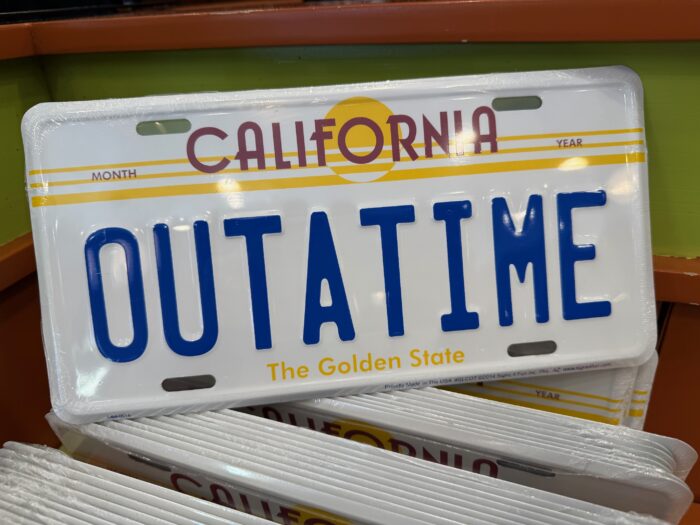 CALIFORNIA
MONTH
YEAR
OUTATIME
The Golden State
YEAR
CALIFORNIA